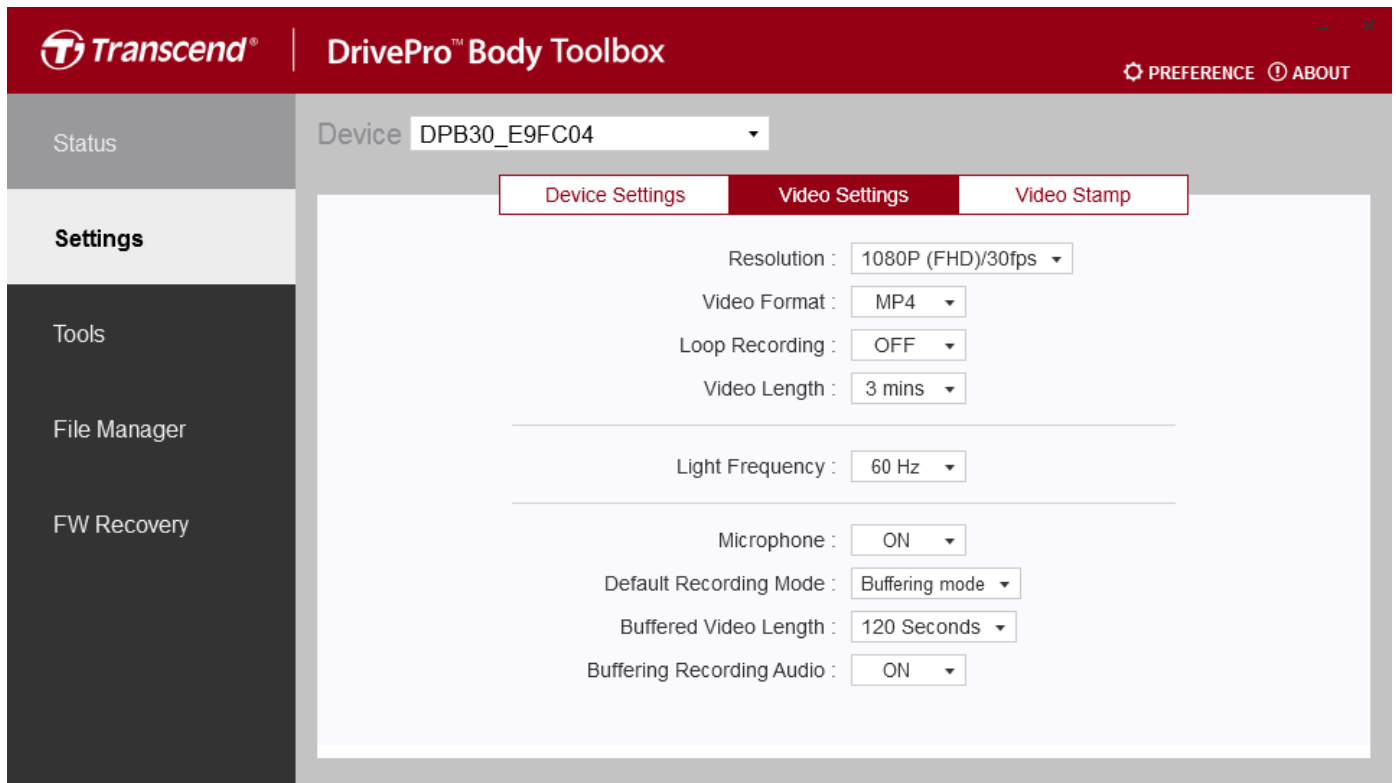 Transcend® DrivePro™ Body Toolbox
PREFERENCE ABOUT
Status
Settings
Tools
File Manager
FW Recovery
Device DPB30_E9FC04
Device Settings Video Settings Video Stamp
Resolution : 1080P (FHD)/30fps
Video Format : MP4
Loop Recording : OFF
Video Length : 3 mins
Light Frequency : 60 Hz
Microphone : ON
Default Recording Mode : Buffering mode
Buffered Video Length : 120 Seconds
Buffering Recording Audio : ON